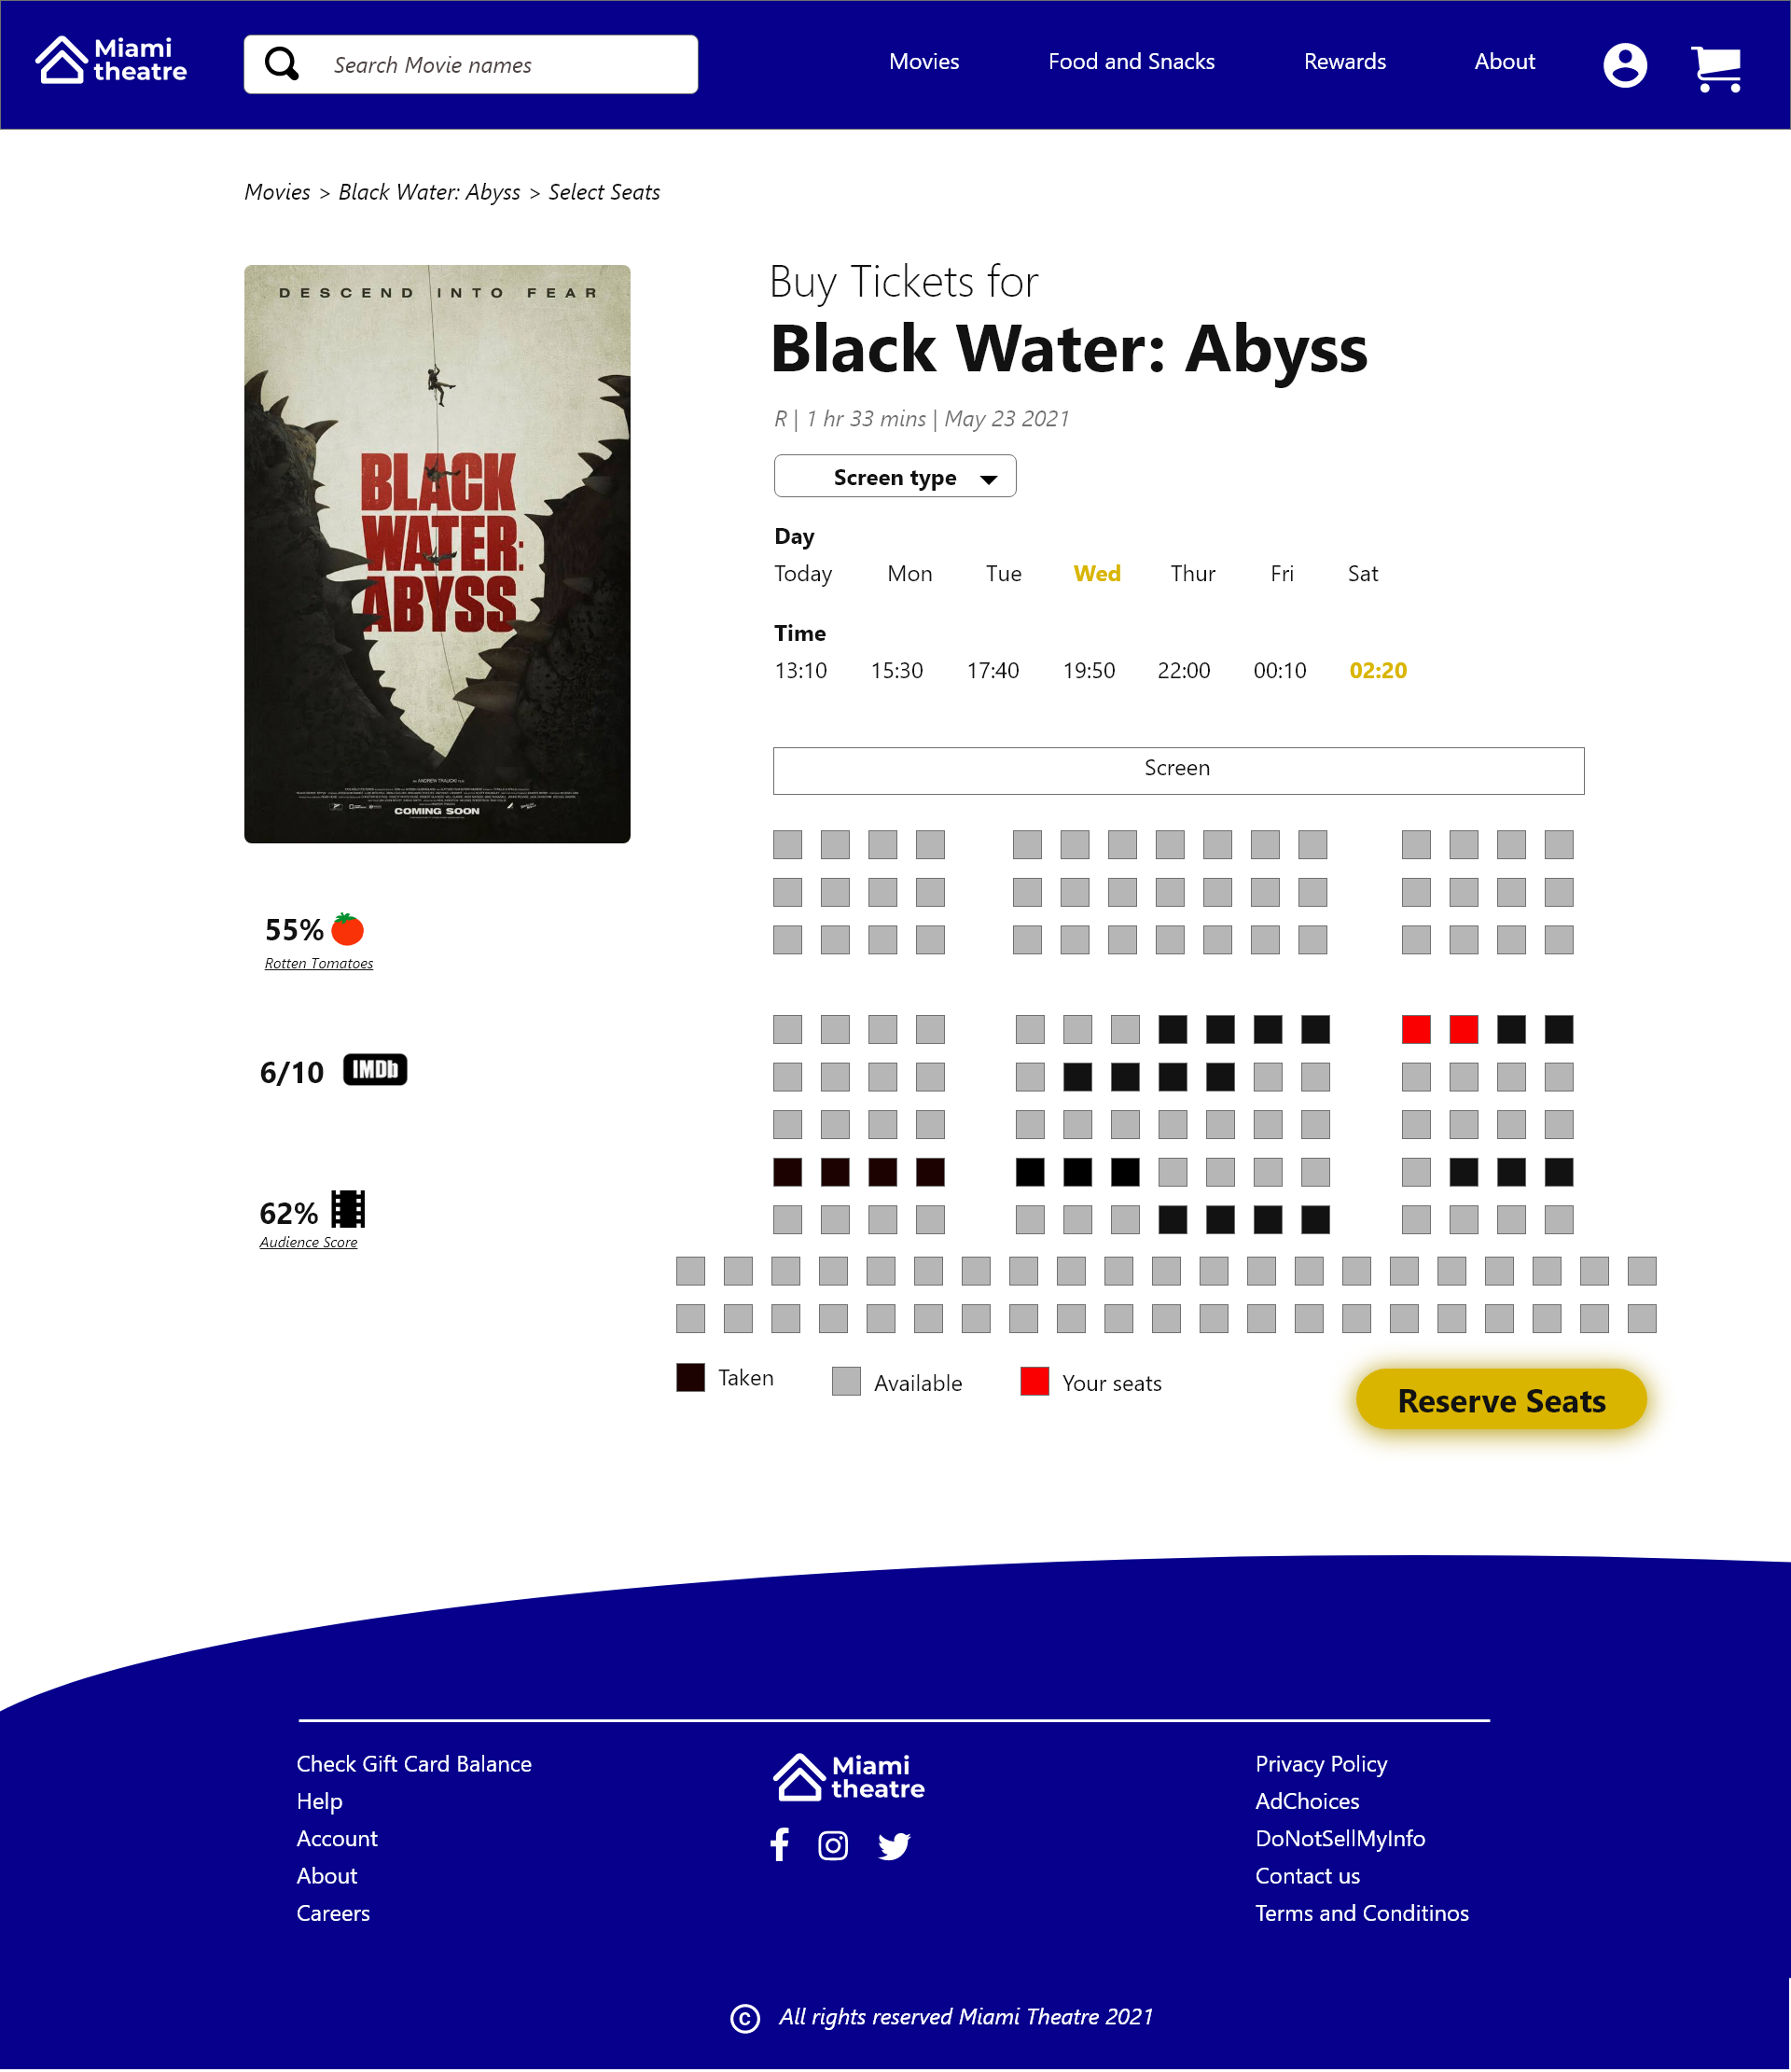 Miami
theatre
Search Movie names
Movies
Food and Snacks
Rewards
About
Movies > Black Water: Abyss > Select Seats
DESCEND INTO FEAR
BLACK
WATER:
ABYSS
COMING SOON
Buy Tickets for
Black Water: Abyss
R | 1 hr 33 mins | May 23 2021
Screen type
Day
Today Mon Tue Wed Thur Fri Sat
Time
13:10 15:30 17:40 19:50 22:00 00:10 02:20
Screen
55%
Rotten Tomatoes
6/10 IMDb
62%
Audience Score
Taken
Available
Your seats
Reserve Seats
Check Gift Card Balance
Help
Account
About
Careers
Miami
theatre
Privacy Policy
AdChoices
DoNotSellMyInfo
Contact us
Terms and Conditinos
© All rights reserved Miami Theatre 2021